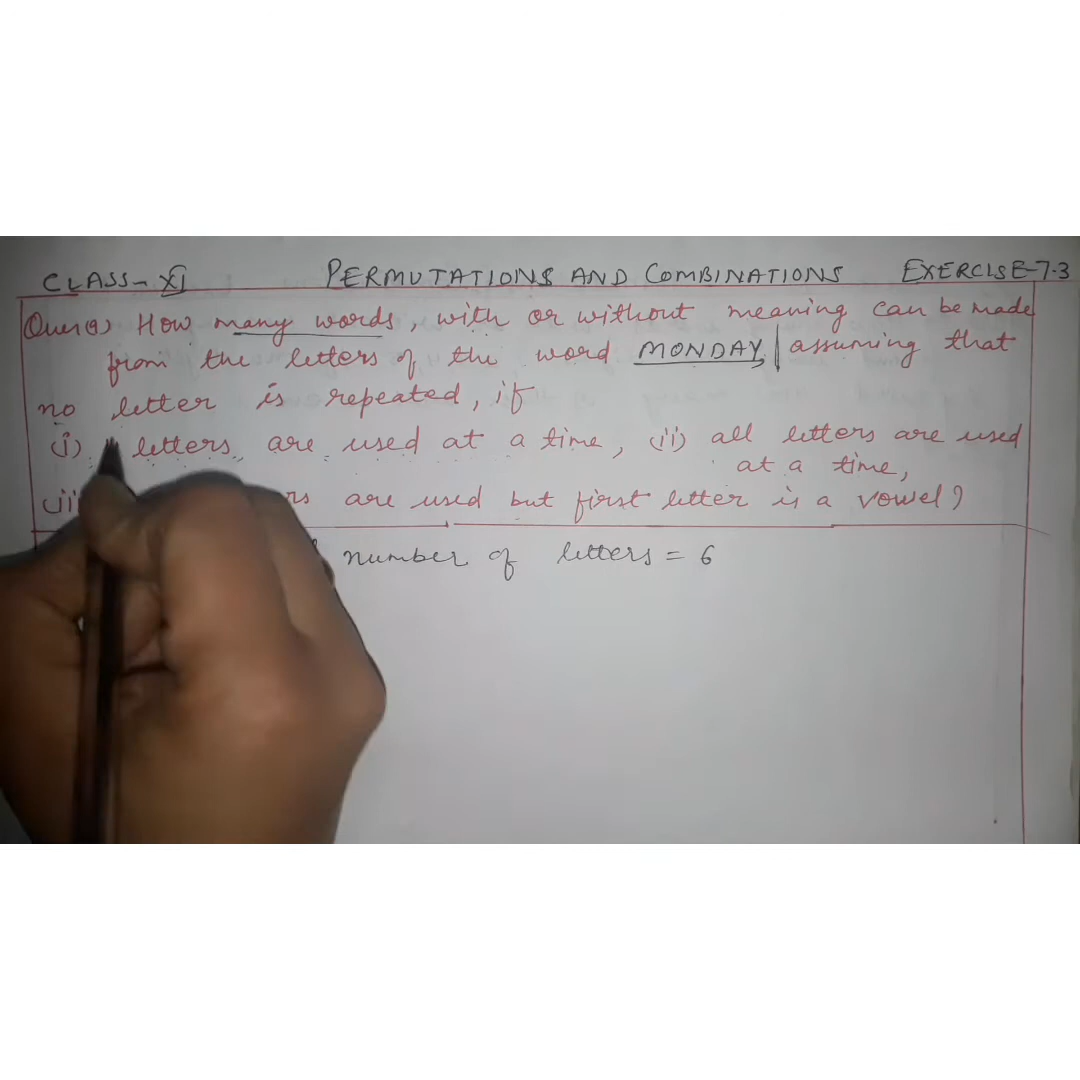 CLASS- XI PERMUTATIONS AND COMBINATIONS EXERCISE-7.3
Ques(9) How many words, with or without meaning can be made
from the letters of the word MONDAY, assuming that
no letter is repeated, if
(i) letters are used at a time, (ii) all letters are used
at a time,
are used but first letter is a vowel?
number of letters = 6